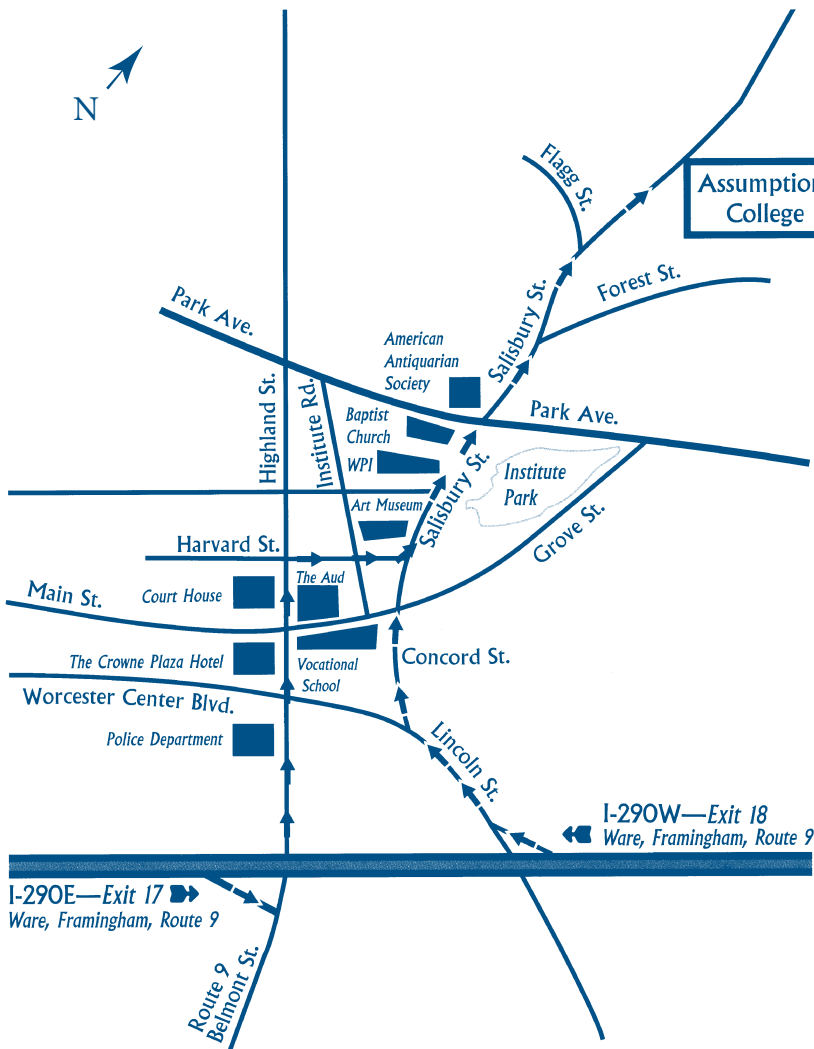 N
Flagg St.
Assumption
College
Forest St.
Salisbury St.
Park Ave.
American
Antiquarian
Society
Park Ave.
Highland St.
Institute Rd.
Baptist
Church
WPI
Salisbury St.
Institute
Park
Art Museum
Grove St.
Harvard St.
The Aud
Court House
Main St.
The Crowne Plaza Hotel
Vocational
School
Concord St.
Worcester Center Blvd.
Police Department
Lincoln St.
I-290W—Exit 18
Ware, Framingham, Route 9
I-290E—Exit 17
Ware, Framingham, Route 9
Route 9
Belmont St.